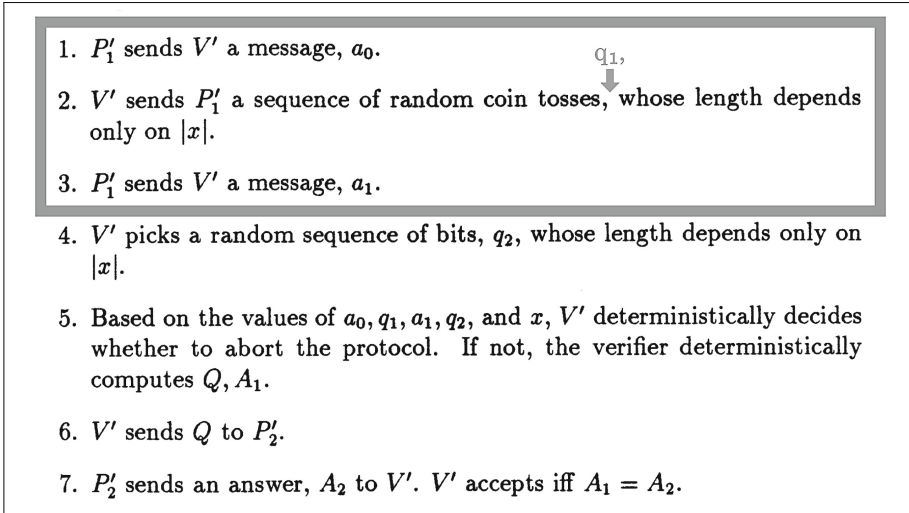 1. P′₁ sends V′ a message, a₀.
q₁,
2. V′ sends P′₁ a sequence of random coin tosses, whose length depends
only on |x|.
3. P′₁ sends V′ a message, a₁.
4. V′ picks a random sequence of bits, q₂, whose length depends only on
|x|.
5. Based on the values of a₀, q₁, a₁, q₂, and x, V′ deterministically decides
whether to abort the protocol. If not, the verifier deterministically
computes Q, A₁.
6. V′ sends Q to P′₂.
7. P′₂ sends an answer, A₂ to V′. V′ accepts iff A₁ = A₂.